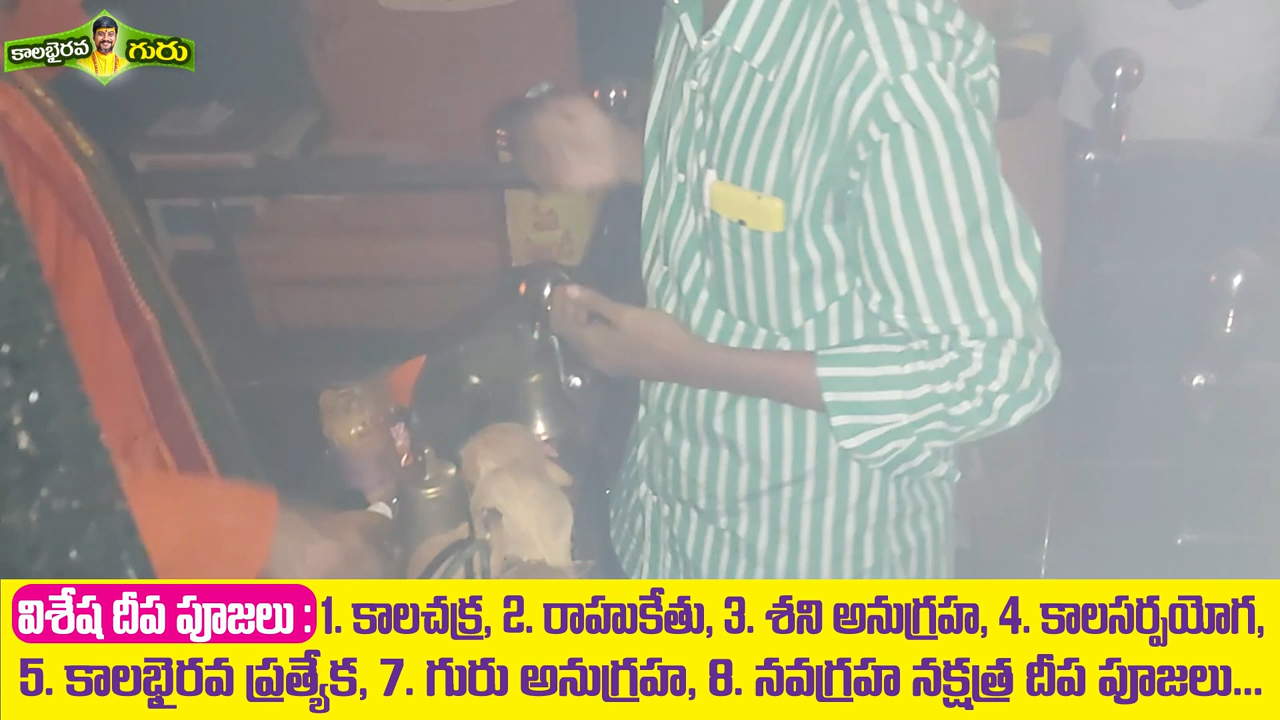 కాలభైరవ గురు
విశేష దీప పూజలు : 1. కాలచక్ర, 2. రాహుకేతు, 3. శని అనుగ్రహ, 4. కాలసర్పయోగ,
5. కాలభైరవ ప్రత్యేక, 7. గురు అనుగ్రహ, 8. నవగ్రహ నక్షత్ర దీప పూజలు...